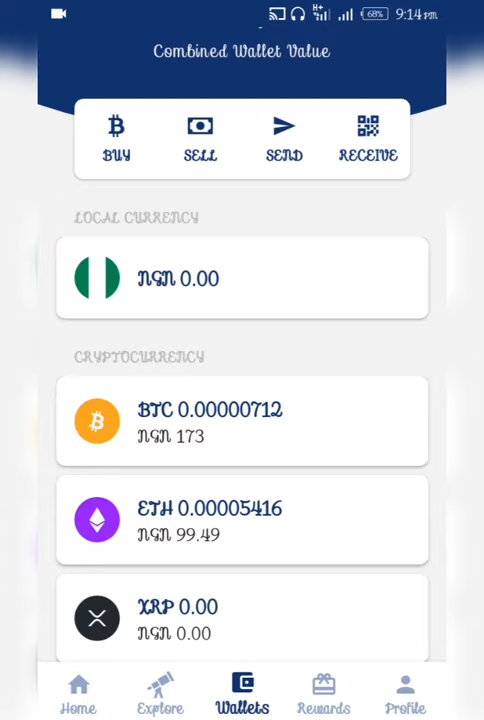 H+
68%
9:14 pm
Combined Wallet Value
BUY
SELL
SEND
RECEIVE
LOCAL CURRENCY
NGN 0.00
CRYPTOCURRENCY
BTC 0.00000712
NGN 173
ETH 0.00005416
NGN 99.49
XRP 0.00
NGN 0.00
Home
Explore
Wallets
Rewards
Profile